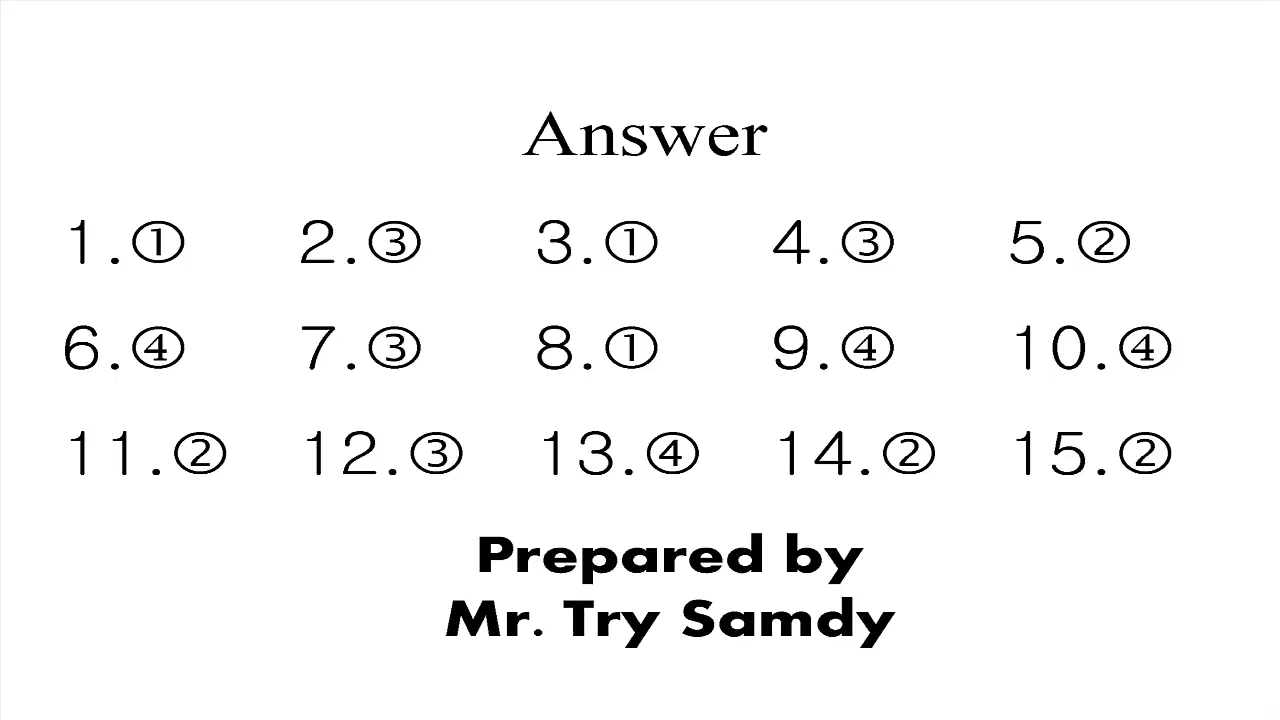 Answer
1.① 2.③ 3.① 4.③ 5.②
6.④ 7.③ 8.① 9.④ 10.④
11.② 12.③ 13.④ 14.② 15.②
Prepared by
Mr. Try Samdy